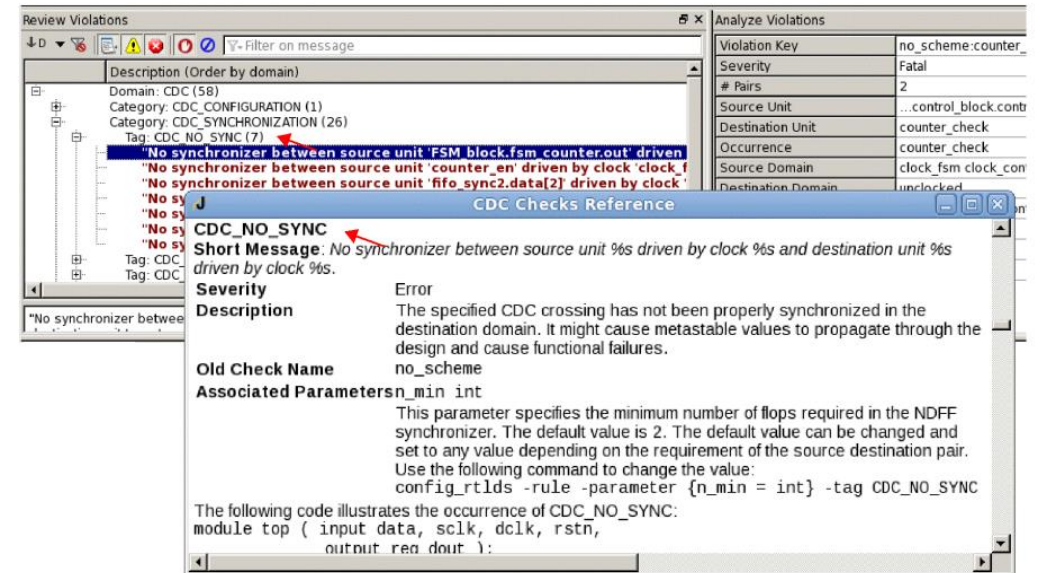 Review Violations
D
Filter on message
Description (Order by domain)
Domain: CDC (58)
Category: CDC_CONFIGURATION (1)
Category: CDC_SYNCHRONIZATION (26)
Tag: CDC_NO_SYNC (7)
"No synchronizer between source unit 'FSM_block.fsm_counter.out' driven
"No synchronizer between source unit 'counter_en' driven by clock 'clock_f
"No synchronizer between source unit 'fifo_sync2.data[2]' driven by clock '
"No sy
"No sy
"No sy
"No sy
Tag: CDC_
Tag: CDC_
"No synchronizer betwee
Analyze Violations
Violation Key no_scheme:counter_
Severity Fatal
# Pairs 2
Source Unit ...control_block.contr
Destination Unit counter_check
Occurrence counter_check
Source Domain clock_fsm clock_con
Destination Domain unclocked
CDC Checks Reference
CDC_NO_SYNC
Short Message: No synchronizer between source unit %s driven by clock %s and destination unit %s
driven by clock %s.
Severity Error
Description The specified CDC crossing has not been properly synchronized in the
destination domain. It might cause metastable values to propagate through the
design and cause functional failures.
Old Check Name no_scheme
Associated Parameters n_min int
This parameter specifies the minimum number of flops required in the NDFF
synchronizer. The default value is 2. The default value can be changed and
set to any value depending on the requirement of the source destination pair.
Use the following command to change the value:
config_rtlds -rule -parameter {n_min = int} -tag CDC_NO_SYNC
The following code illustrates the occurrence of CDC_NO_SYNC:
module top ( input data, sclk, dclk, rstn,
output reg dout );